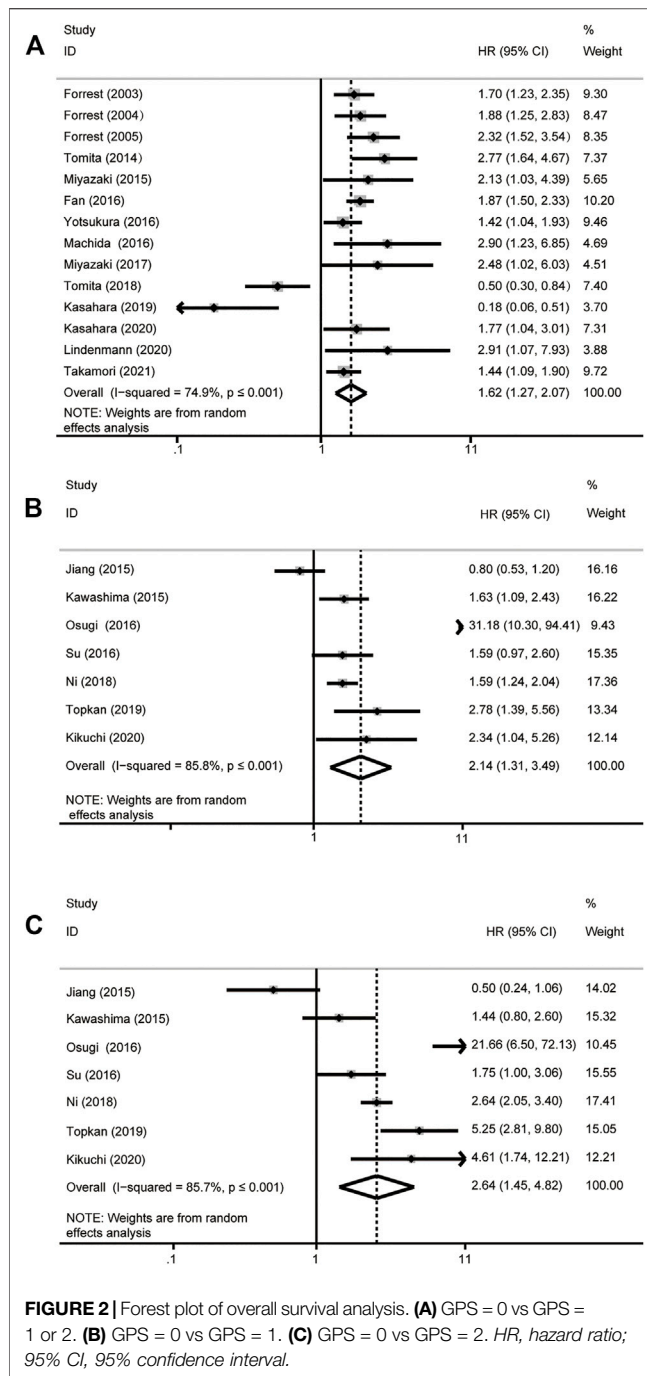 A
Study %
ID HR (95% CI) Weight
Forrest (2003) 1.70 (1.23, 2.35) 9.30
Forrest (2004) 1.88 (1.25, 2.83) 8.47
Forrest (2005) 2.32 (1.52, 3.54) 8.35
Tomita (2014) 2.77 (1.64, 4.67) 7.37
Miyazaki (2015) 2.13 (1.03, 4.39) 5.65
Fan (2016) 1.87 (1.50, 2.33) 10.20
Yotsukura (2016) 1.42 (1.04, 1.93) 9.46
Machida (2016) 2.90 (1.23, 6.85) 4.69
Miyazaki (2017) 2.48 (1.02, 6.03) 4.51
Tomita (2018) 0.50 (0.30, 0.84) 7.40
Kasahara (2019) 0.18 (0.06, 0.51) 3.70
Kasahara (2020) 1.77 (1.04, 3.01) 7.31
Lindenmann (2020) 2.91 (1.07, 7.93) 3.88
Takamori (2021) 1.44 (1.09, 1.90) 9.72
Overall (I-squared = 74.9%, p ≤ 0.001) 1.62 (1.27, 2.07) 100.00
NOTE: Weights are from random
effects analysis
.1 1 11
B
Study %
ID HR (95% CI) Weight
Jiang (2015) 0.80 (0.53, 1.20) 16.16
Kawashima (2015) 1.63 (1.09, 2.43) 16.22
Osugi (2016) 31.18 (10.30, 94.41) 9.43
Su (2016) 1.59 (0.97, 2.60) 15.35
Ni (2018) 1.59 (1.24, 2.04) 17.36
Topkan (2019) 2.78 (1.39, 5.56) 13.34
Kikuchi (2020) 2.34 (1.04, 5.26) 12.14
Overall (I-squared = 85.8%, p ≤ 0.001) 2.14 (1.31, 3.49) 100.00
NOTE: Weights are from random
effects analysis
1 11
C
Study %
ID HR (95% CI) Weight
Jiang (2015) 0.50 (0.24, 1.06) 14.02
Kawashima (2015) 1.44 (0.80, 2.60) 15.32
Osugi (2016) 21.66 (6.50, 72.13) 10.45
Su (2016) 1.75 (1.00, 3.06) 15.55
Ni (2018) 2.64 (2.05, 3.40) 17.41
Topkan (2019) 5.25 (2.81, 9.80) 15.05
Kikuchi (2020) 4.61 (1.74, 12.21) 12.21
Overall (I-squared = 85.7%, p ≤ 0.001) 2.64 (1.45, 4.82) 100.00
NOTE: Weights are from random
effects analysis
.1 1 11
FIGURE 2 | Forest plot of overall survival analysis. (A) GPS = 0 vs GPS =
1 or 2. (B) GPS = 0 vs GPS = 1. (C) GPS = 0 vs GPS = 2. HR, hazard ratio;
95% CI, 95% confidence interval.